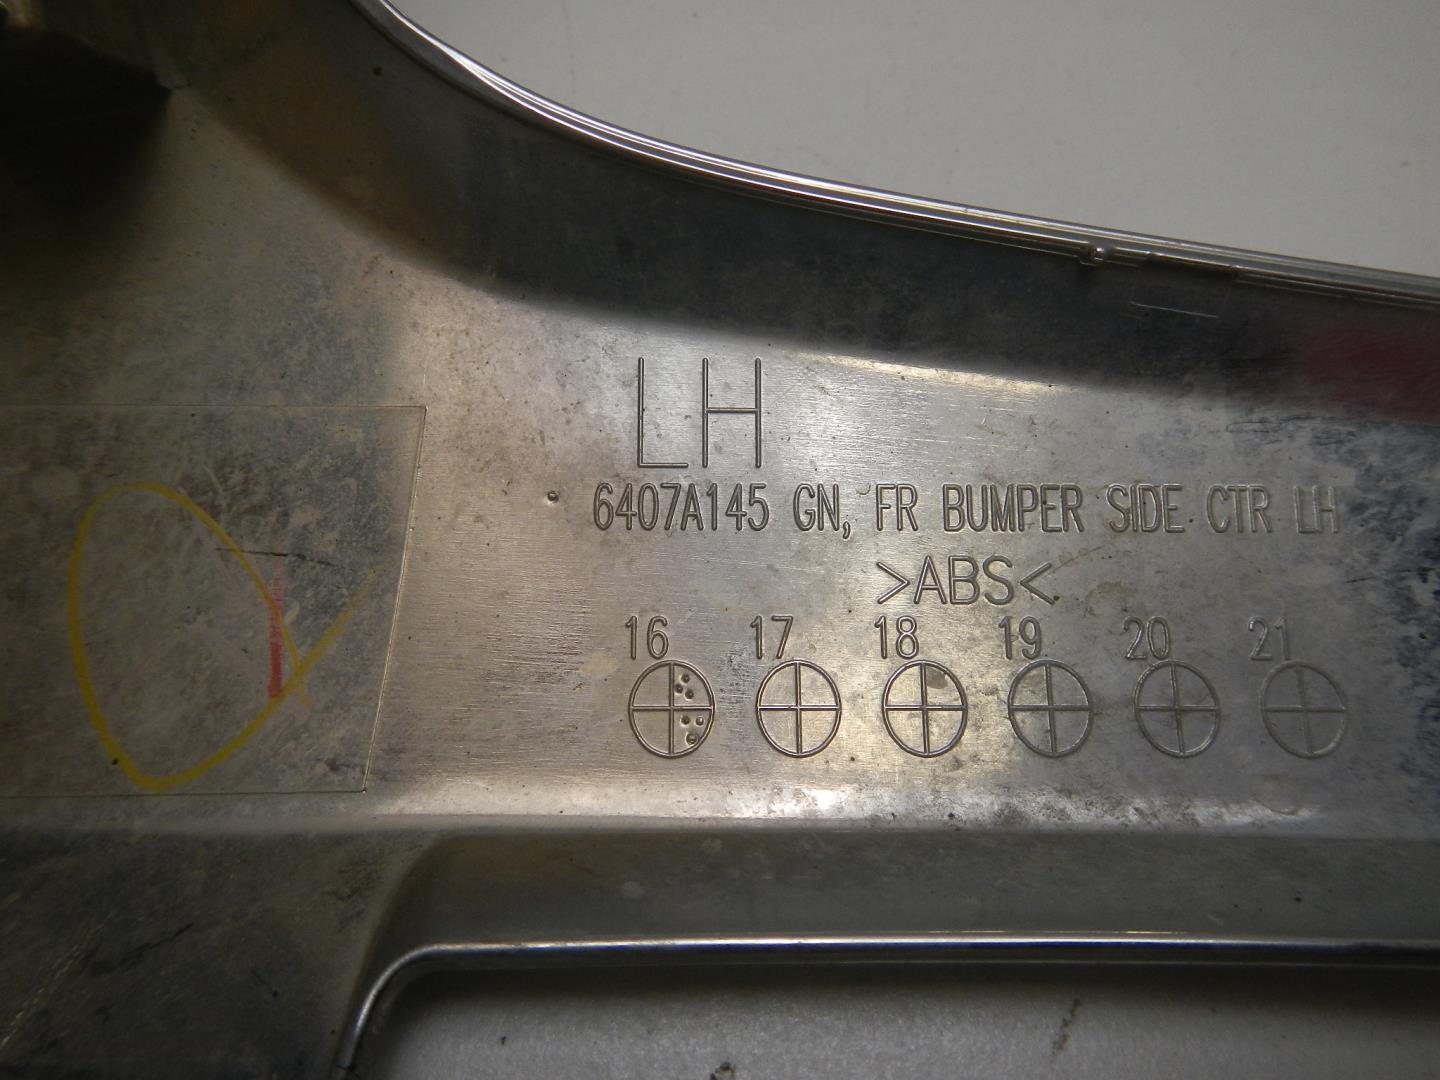 LH
6407A145 GN, FR BUMPER SIDE CTR LH
>ABS<
16 17 18 19 20 21